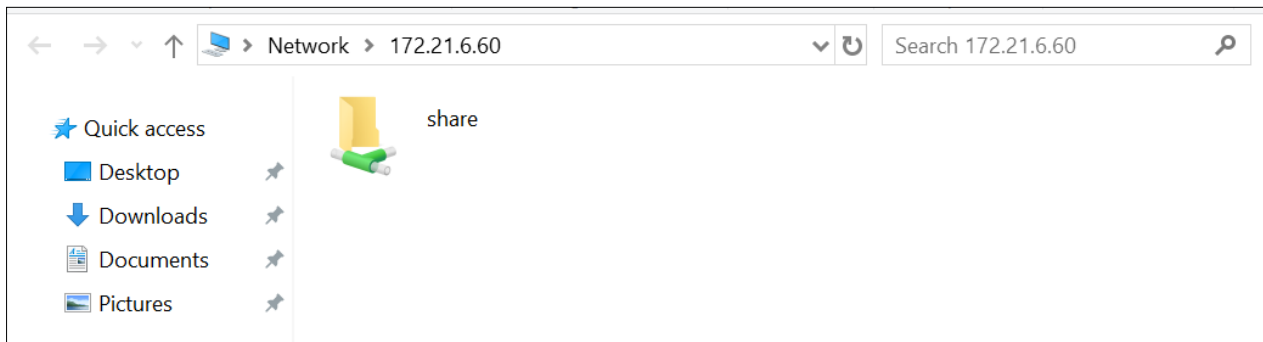 Network > 172.21.6.60
Search 172.21.6.60
Quick access
Desktop
Downloads
Documents
Pictures
share